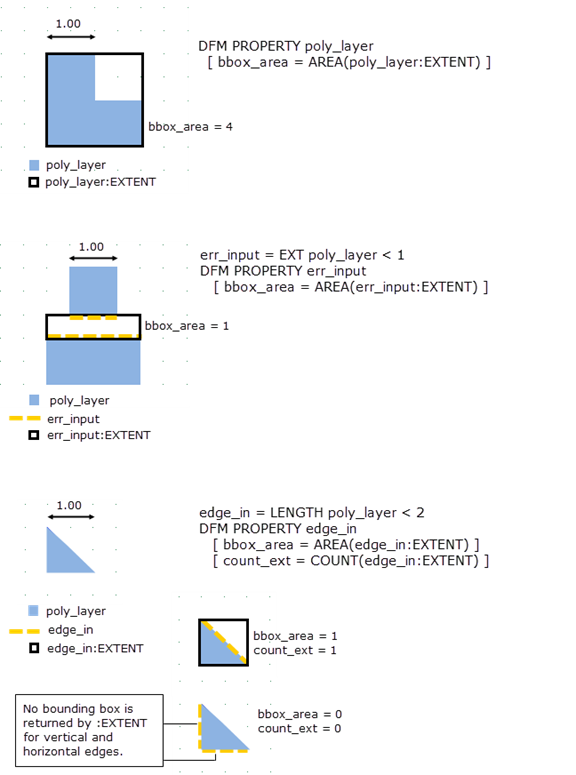 1.00
DFM PROPERTY poly_layer
[ bbox_area = AREA(poly_layer:EXTENT) ]
bbox_area = 4
poly_layer
poly_layer:EXTENT
1.00
err_input = EXT poly_layer < 1
DFM PROPERTY err_input
[ bbox_area = AREA(err_input:EXTENT) ]
bbox_area = 1
poly_layer
err_input
err_input:EXTENT
1.00
edge_in = LENGTH poly_layer < 2
DFM PROPERTY edge_in
[ bbox_area = AREA(edge_in:EXTENT) ]
[ count_ext = COUNT(edge_in:EXTENT) ]
poly_layer
edge_in
edge_in:EXTENT
bbox_area = 1
count_ext = 1
No bounding box is
returned by :EXTENT
for vertical and
horizontal edges.
bbox_area = 0
count_ext = 0